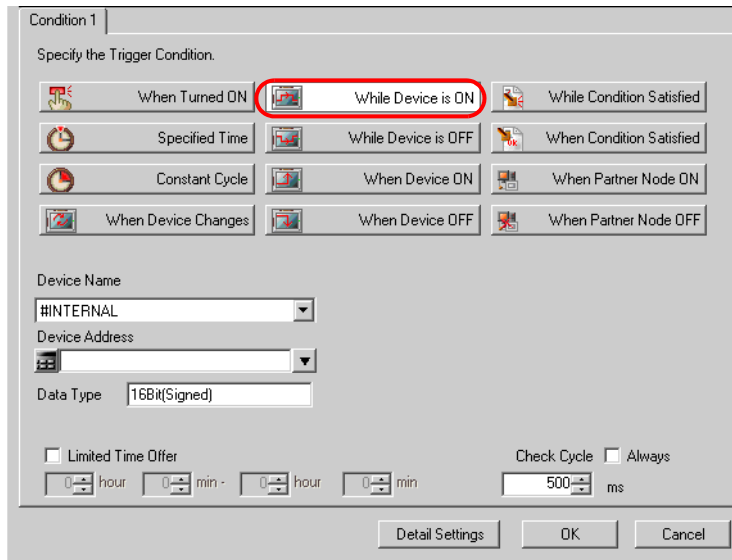 Condition 1
Specify the Trigger Condition.
When Turned ON While Device is ON While Condition Satisfied
Specified Time While Device is OFF When Condition Satisfied
Constant Cycle When Device ON When Partner Node ON
When Device Changes When Device OFF When Partner Node OFF
Device Name
#INTERNAL
Device Address
Data Type 16Bit(Signed)
Limited Time Offer Check Cycle Always
0 hour 0 min - 0 hour 0 min 500 ms
Detail Settings OK Cancel